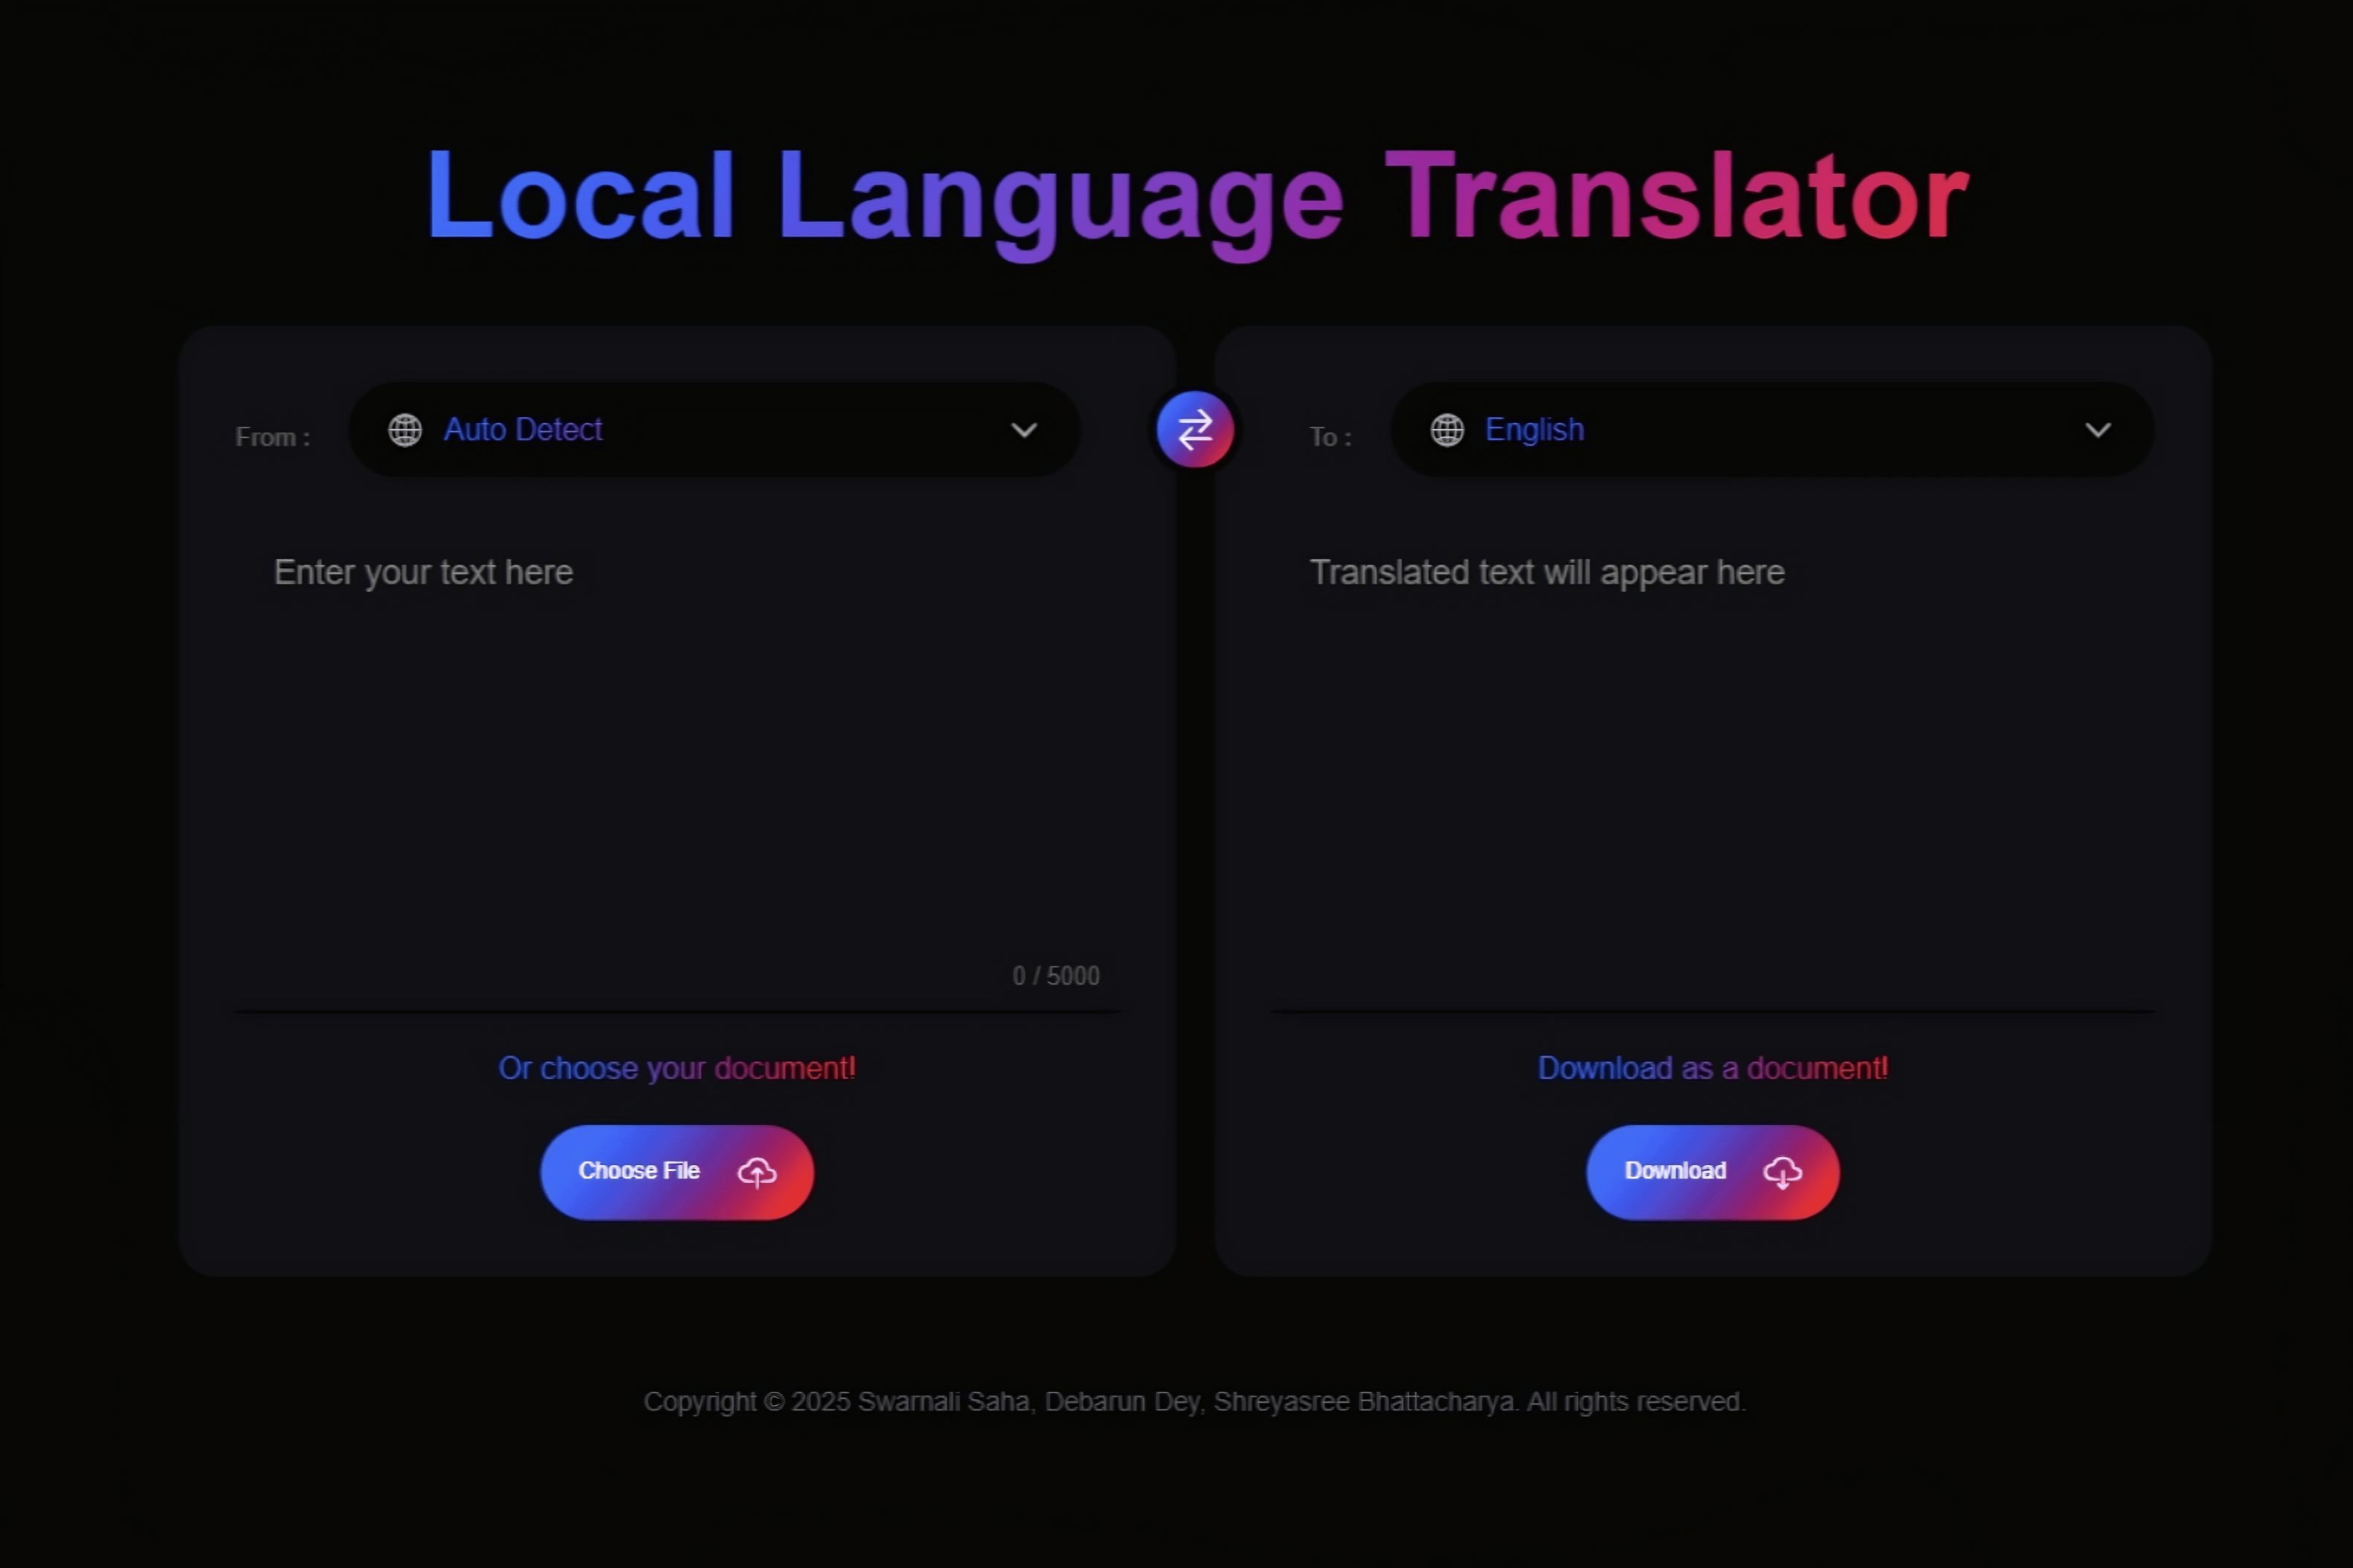 Local Language Translator
From :
Auto Detect
To :
English
Enter your text here
Translated text will appear here
0 / 5000
Or choose your document!
Download as a document!
Choose File
Download
Copyright © 2025 Swarnali Saha, Debarun Dey, Shreyasree Bhattacharya. All rights reserved.